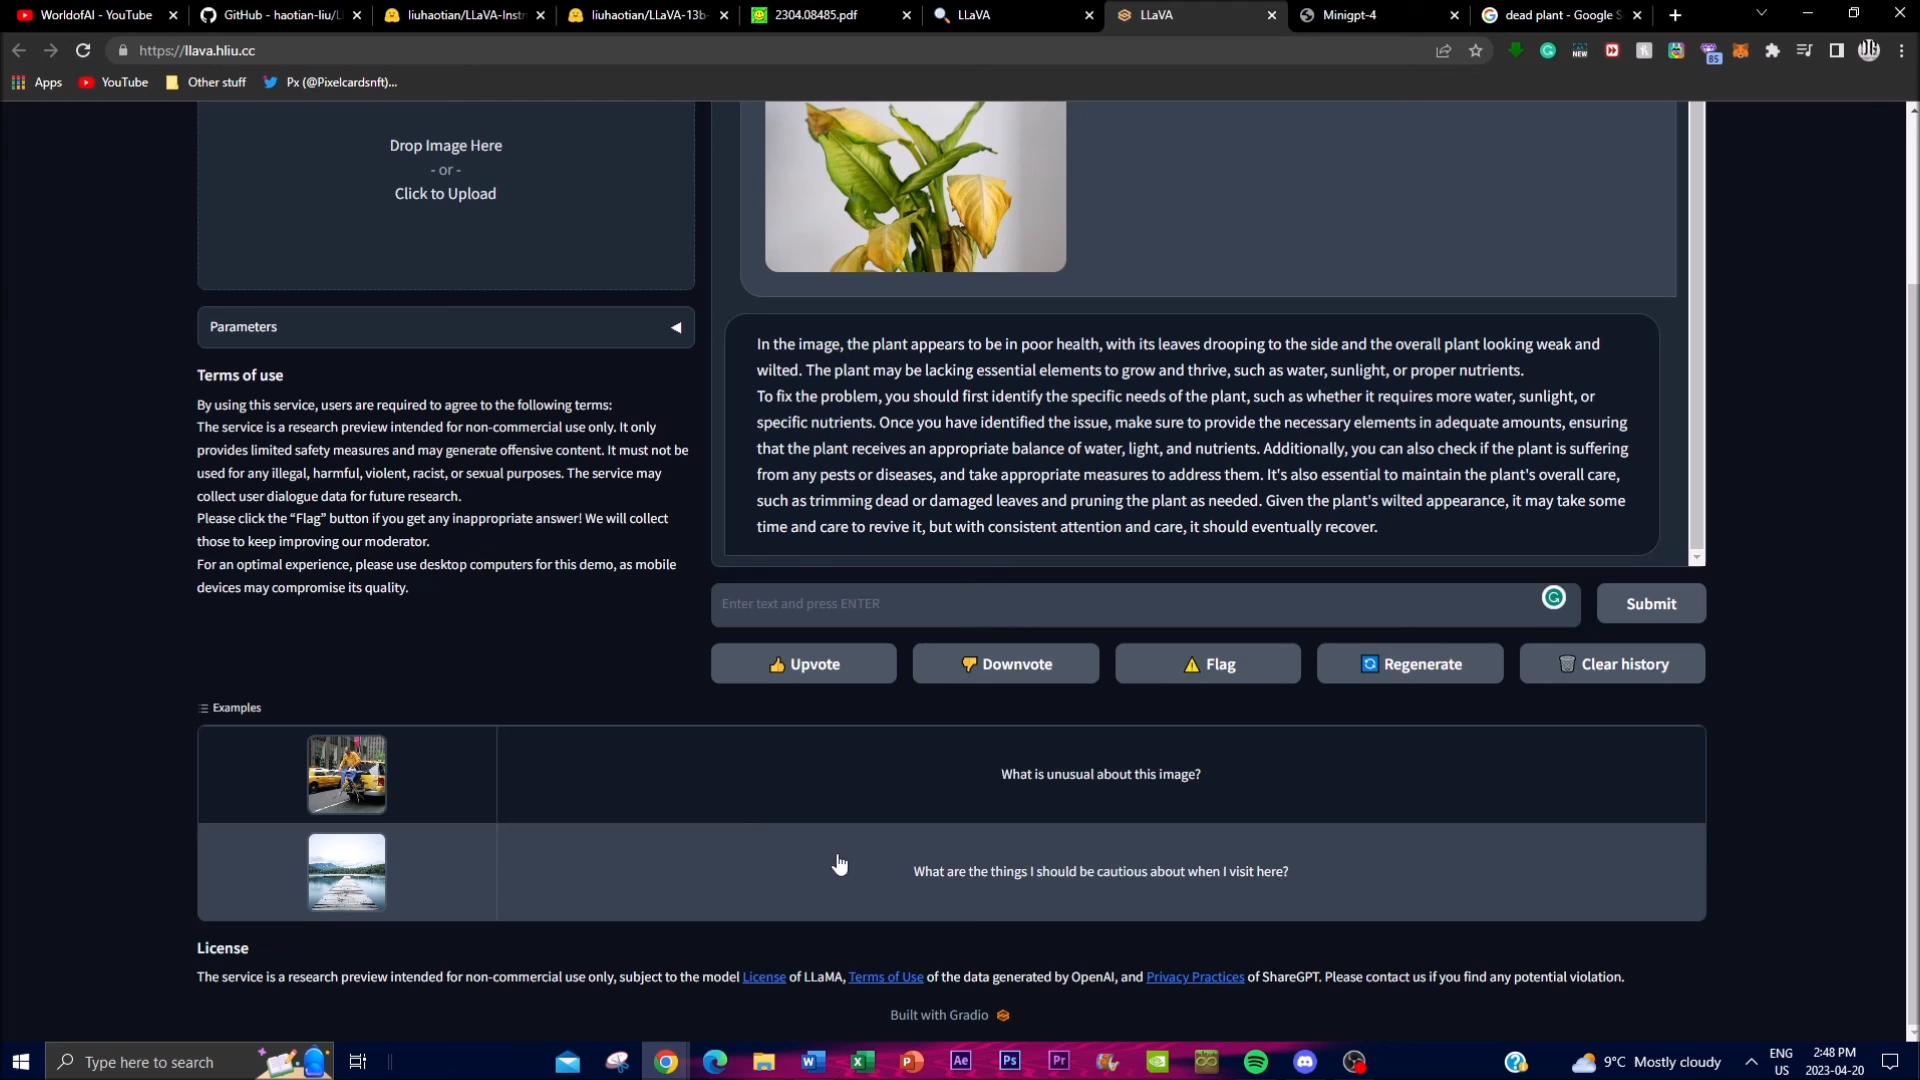 WorldofAI - YouTube
GitHub - haotian-liu/L
liuhaotian/LLaVA-Instr
liuhaotian/LLaVA-13b-
2304.08485.pdf
LLaVA
LLaVA
Minigpt-4
dead plant - Google S
https://llava.hliu.cc
NEW
85
Apps
YouTube
Other stuff
Px (@Pixelcardsnft)...
Drop Image Here
- or -
Click to Upload
Parameters
Terms of use
By using this service, users are required to agree to the following terms:
The service is a research preview intended for non-commercial use only. It only
provides limited safety measures and may generate offensive content. It must not be
used for any illegal, harmful, violent, racist, or sexual purposes. The service may
collect user dialogue data for future research.
Please click the “Flag” button if you get any inappropriate answer! We will collect
those to keep improving our moderator.
For an optimal experience, please use desktop computers for this demo, as mobile
devices may compromise its quality.
In the image, the plant appears to be in poor health, with its leaves drooping to the side and the overall plant looking weak and
wilted. The plant may be lacking essential elements to grow and thrive, such as water, sunlight, or proper nutrients.
To fix the problem, you should first identify the specific needs of the plant, such as whether it requires more water, sunlight, or
specific nutrients. Once you have identified the issue, make sure to provide the necessary elements in adequate amounts, ensuring
that the plant receives an appropriate balance of water, light, and nutrients. Additionally, you can also check if the plant is suffering
from any pests or diseases, and take appropriate measures to address them. It's also essential to maintain the plant's overall care,
such as trimming dead or damaged leaves and pruning the plant as needed. Given the plant's wilted appearance, it may take some
time and care to revive it, but with consistent attention and care, it should eventually recover.
Enter text and press ENTER
Submit
Upvote
Downvote
Flag
Regenerate
Clear history
Examples
What is unusual about this image?
What are the things I should be cautious about when I visit here?
License
The service is a research preview intended for non-commercial use only, subject to the model License of LLaMA, Terms of Use of the data generated by OpenAI, and Privacy Practices of ShareGPT. Please contact us if you find any potential violation.
Built with Gradio
Type here to search
Ae
Ps
Pr
9°C Mostly cloudy
ENG
US
2:48 PM
2023-04-20